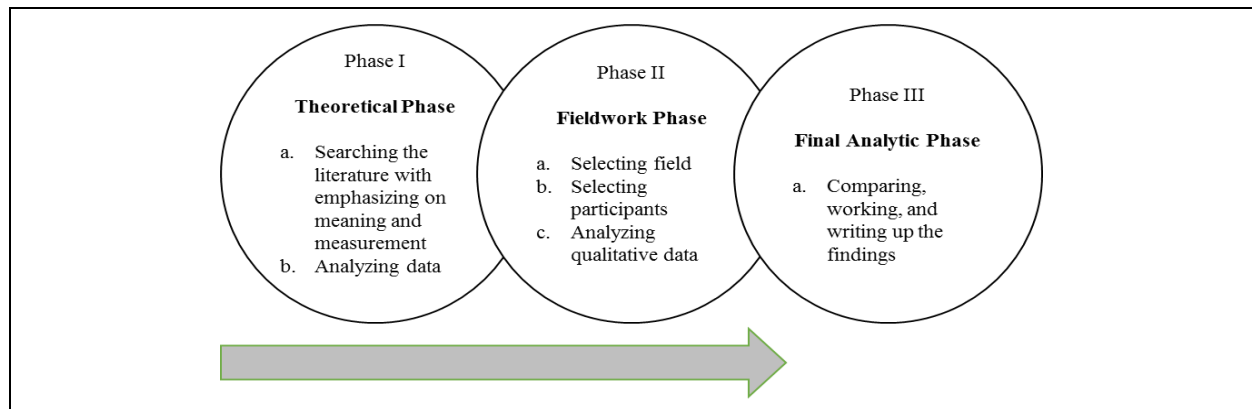 Phase I
Theoretical Phase
a. Searching the
literature with
emphasizing on
meaning and
measurement
b. Analyzing data
Phase II
Fieldwork Phase
a. Selecting field
b. Selecting
participants
c. Analyzing
qualitative data
Phase III
Final Analytic Phase
a. Comparing,
working, and
writing up the
findings